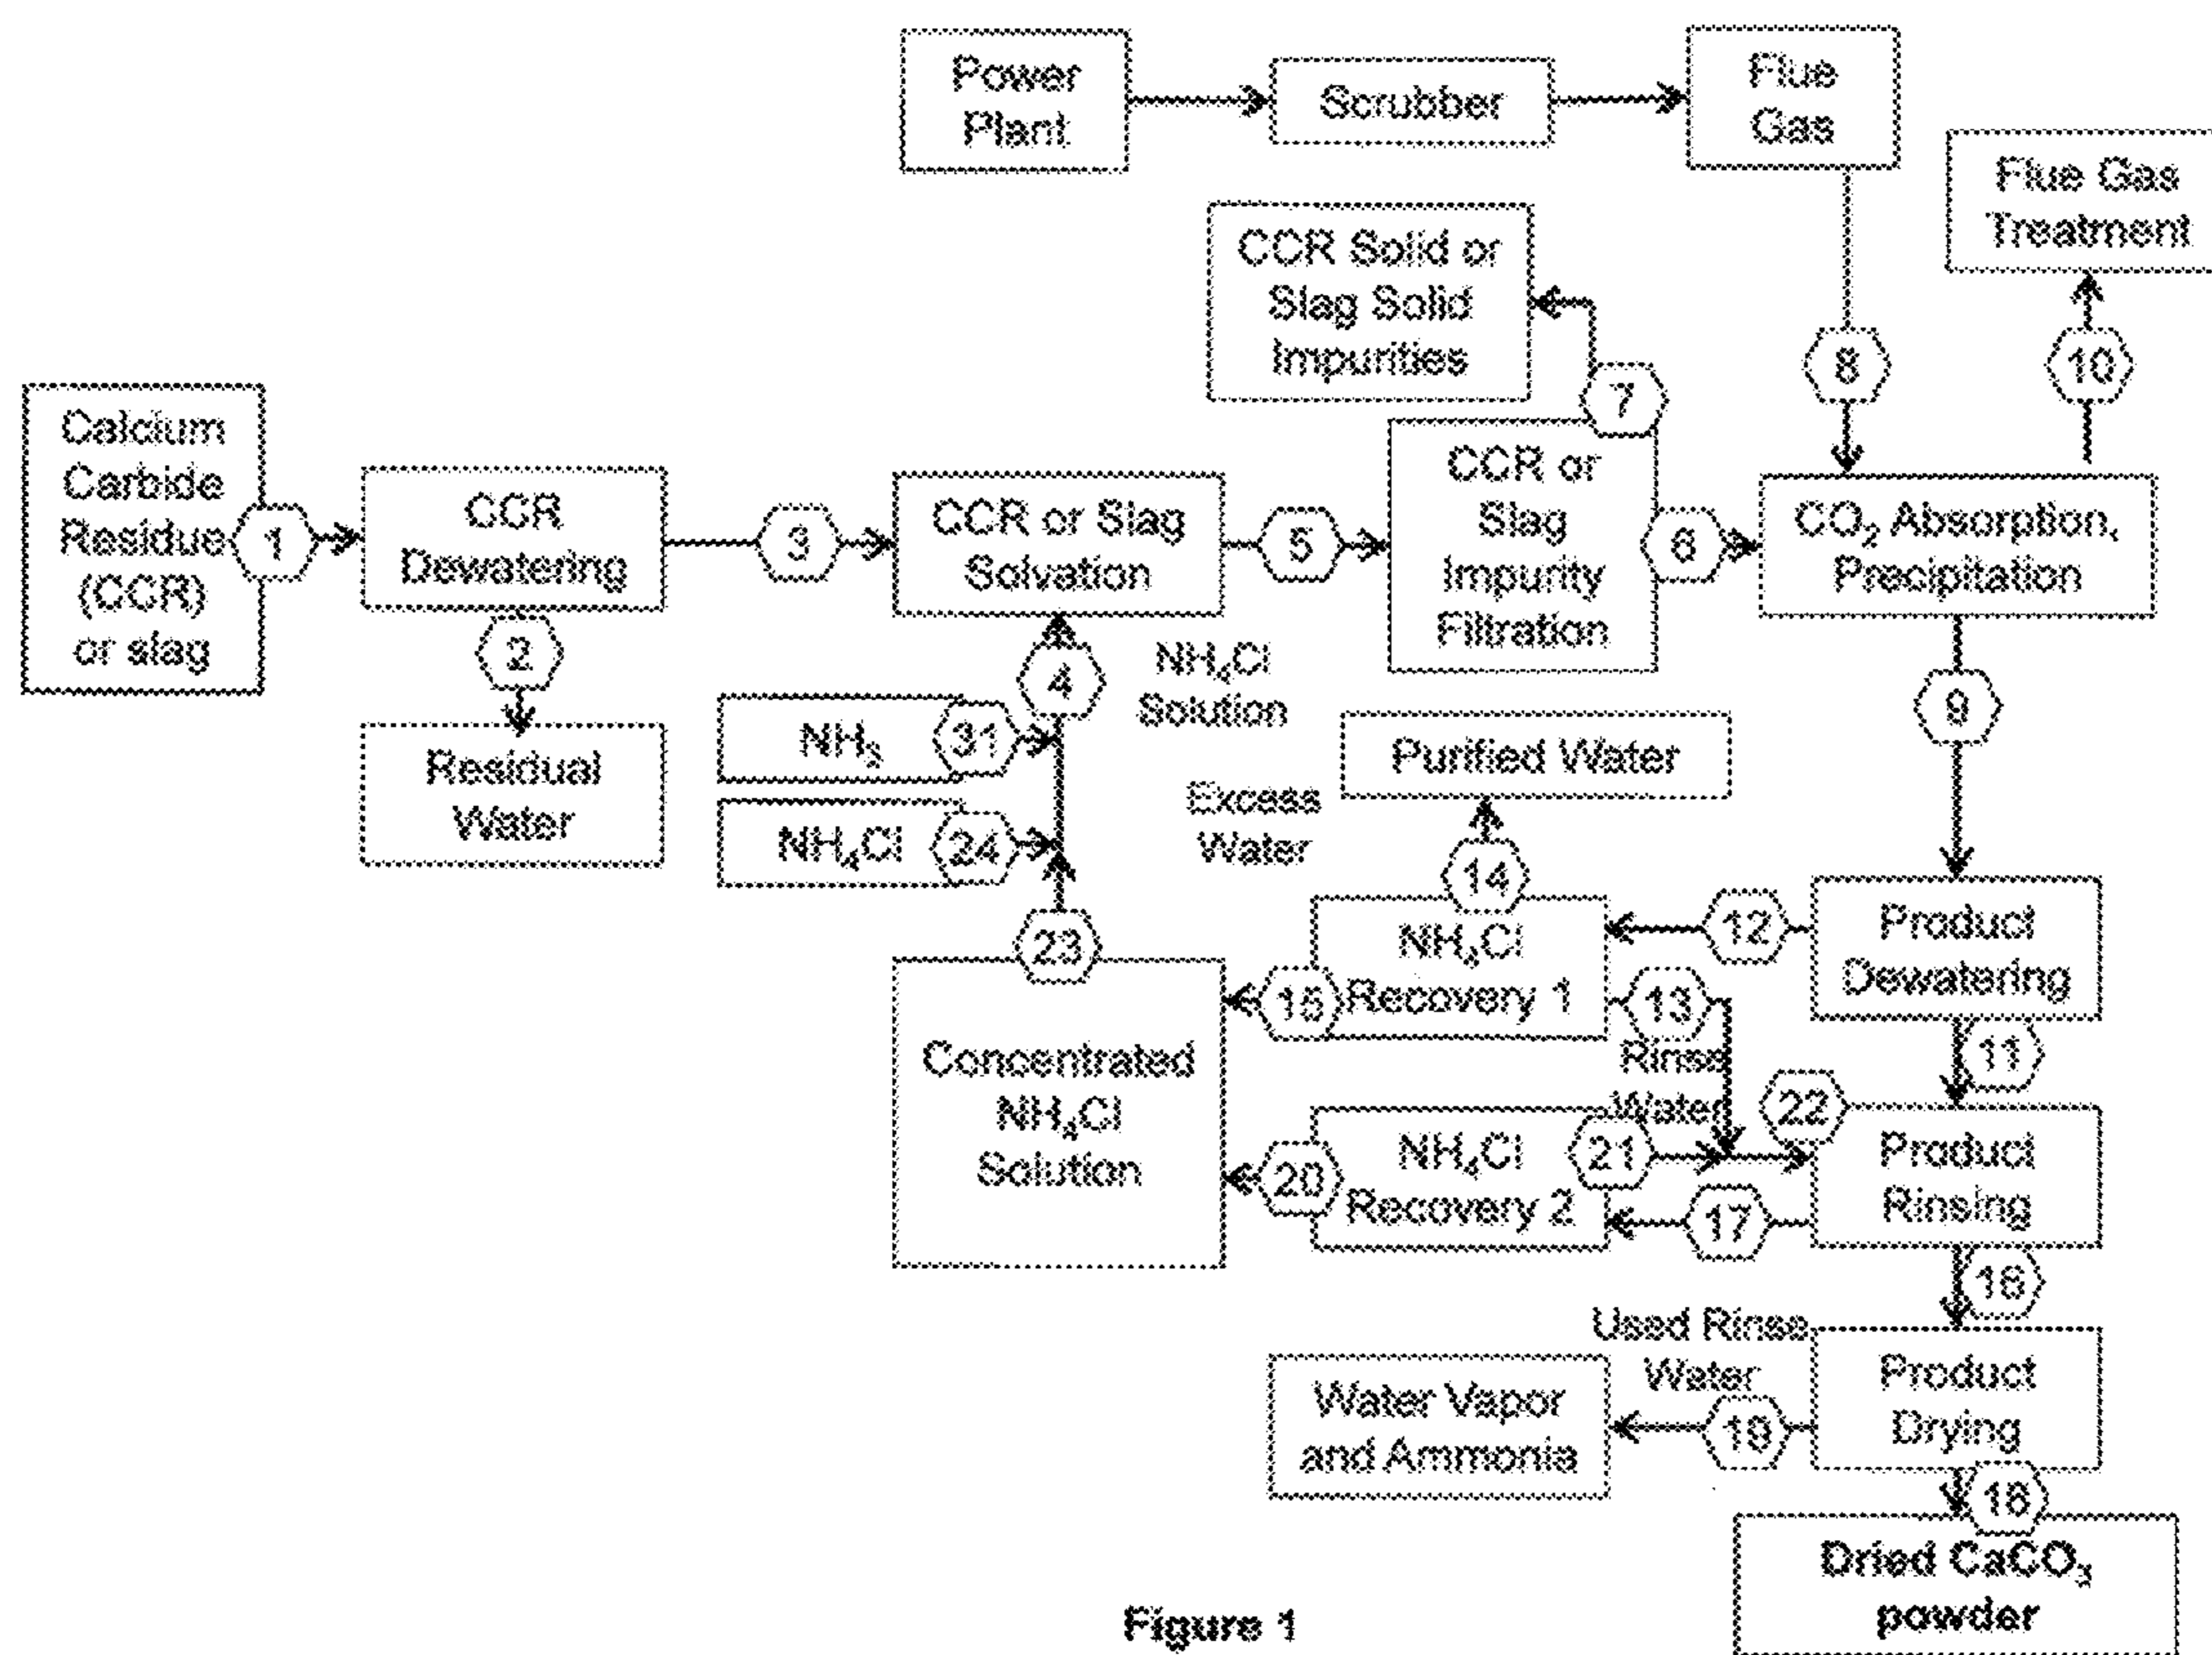 Power
Plant
Scrubber
Flue
Gas
Flue Gas
Treatment
CCR Solid or
Slag Solid
Impurities
7
8
10
Calcium
Carbide
Residue
(CCR)
or slag
1
CCR
Dewatering
2
Residual
Water
3
CCR or Slag
Solvation
4
NH₄Cl
Solution
5
CCR or
Slag
Impurity
Filtration
6
CO₂ Absorption,
Precipitation
9
NH₃
31
NH₄Cl
24
Purified Water
Excess
Water
14
23
Concentrated
NH₄Cl
Solution
NH₄Cl
Recovery 1
12
13
Product
Dewatering
11
Rinse
Water
22
20
NH₄Cl
Recovery 2
21
17
Product
Rinsing
Used Rinse
Water
Water Vapor
and Ammonia
19
Product
Drying
Dried CaCO₃
powder
Figure 1